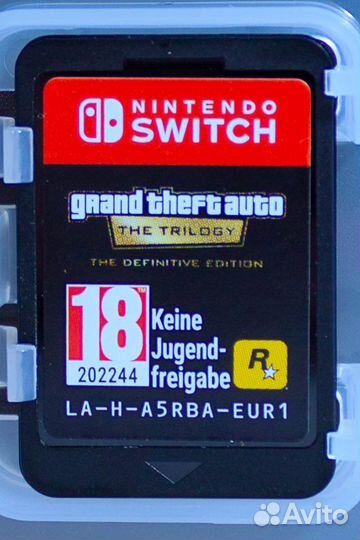 NINTENDO
SWITCH
grand theft auto
THE TRILOGY
THE DEFINITIVE EDITION
18
202244
Keine
Jugend-
freigabe
R
LA-H-A5RBA-EUR1
Avito